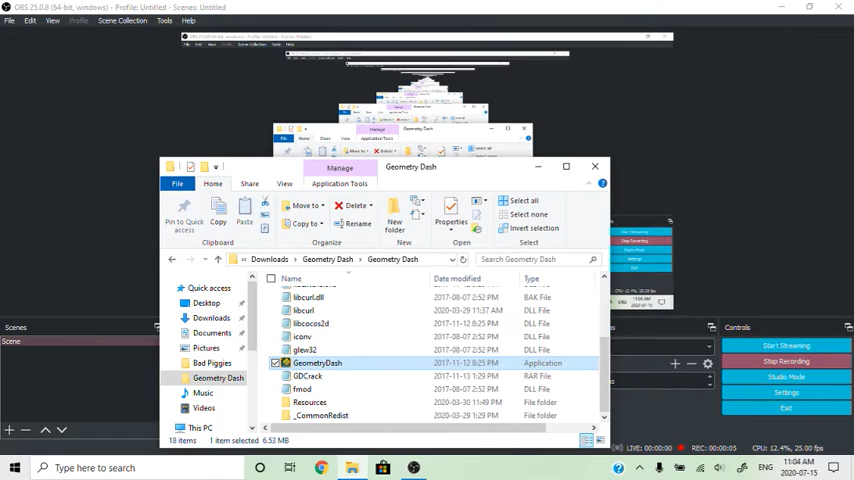 OBS 25.0.8 (64-bit, windows) - Profile: Untitled - Scenes: Untitled
File Edit View Profile Scene Collection Tools Help
Manage
Geometry Dash
File Home Share View Application Tools
Pin to Quick access
Copy
Paste
Move to
Copy to
Delete
Rename
New folder
Properties
Select all
Select none
Invert selection
Clipboard Organize New Open Select
Downloads Geometry Dash Geometry Dash
Search Geometry Dash
Name Date modified Type
libcurl.dll 2017-08-07 2:52 PM BAK File
libcurl 2020-03-29 11:37 AM DLL File
libcocos2d 2017-11-12 8:25 PM DLL File
iconv 2017-08-07 2:52 PM DLL File
glew32 2017-08-07 2:52 PM DLL File
GeometryDash 2017-11-12 8:25 PM Application
GDCrack 2017-11-13 1:29 PM RAR File
fmod 2017-08-07 2:52 PM DLL File
Resources 2020-03-30 11:49 PM File folder
_CommonRedist 2020-03-29 1:29 PM File folder
Quick access
Desktop
Downloads
Documents
Pictures
Bad Piggies
Geometry Dash
Music
Videos
This PC
18 items 1 item selected 6.53 MB
Scenes
Scene
Controls
Start Streaming
Stop Recording
Studio Mode
Settings
Exit
LIVE: 00:00:00 REC: 00:00:05 CPU: 12.4%, 25.00 fps
Type here to search
ENG
11:04 AM
2020-07-15